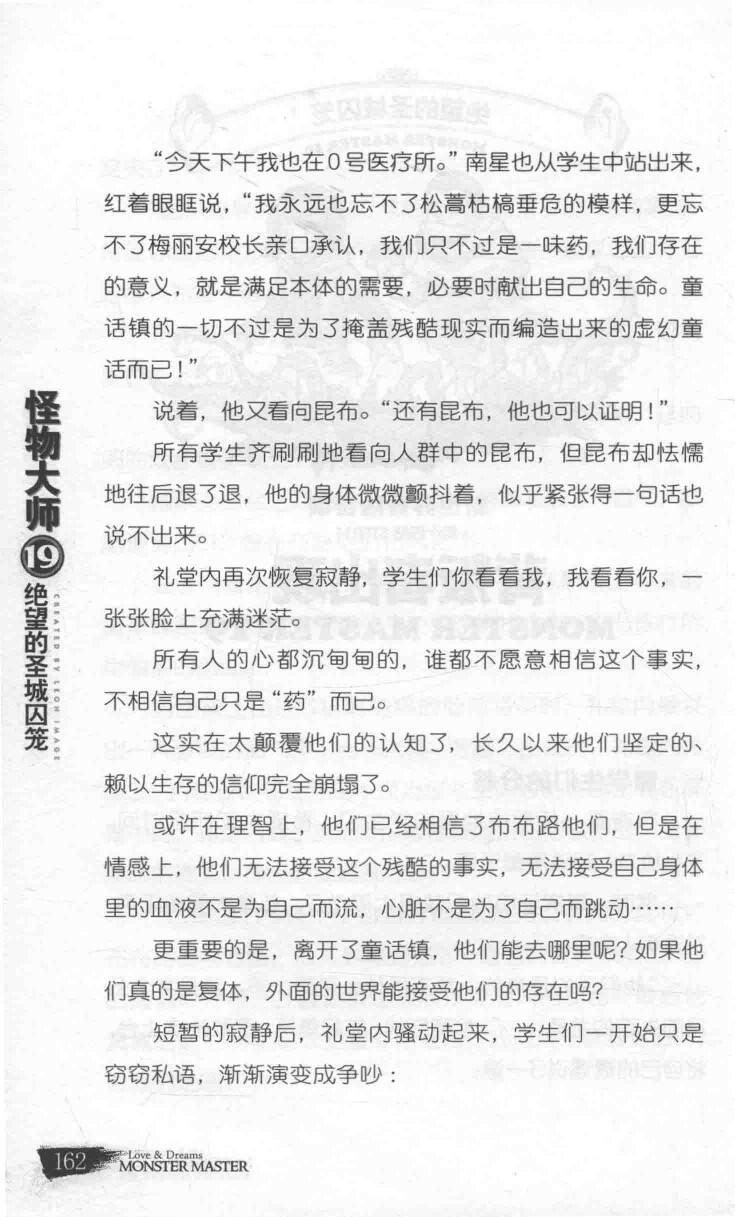 “今天下午我也在0号医疗所。”南星也从学生中站出来，
红着眼眶说，“我永远也忘不了松蒿枯槁垂危的模样，更忘
不了梅丽安校长亲口承认，我们只不过是一味药，我们存在
的意义，就是满足本体的需要，必要时献出自己的生命。童
话镇的一切不过是为了掩盖残酷现实而编造出来的虚幻童
话而已！”
说着，他又看向昆布。“还有昆布，他也可以证明！”
所有学生齐刷刷地看向人群中的昆布，但昆布却怯懦
地往后退了退，他的身体微微颤抖着，似乎紧张得一句话也
说不出来。
礼堂内再次恢复寂静，学生们你看看我，我看看你，一
张张脸上充满迷茫。
所有人的心都沉甸甸的，谁都不愿意相信这个事实，
不相信自己只是“药”而已。
这实在太颠覆他们的认知了，长久以来他们坚定的、
赖以生存的信仰完全崩塌了。
或许在理智上，他们已经相信了布布路他们，但是在
情感上，他们无法接受这个残酷的事实，无法接受自己身体
里的血液不是为自己而流，心脏不是为了自己而跳动……
更重要的是，离开了童话镇，他们能去哪里呢？如果他
们真的是复体，外面的世界能接受他们的存在吗？
短暂的寂静后，礼堂内骚动起来，学生们一开始只是
窃窃私语，渐渐演变成争吵：
怪物大师
19
绝望的圣城囚笼
CREATED BY LEON IMAGE
162
Love & Dreams
MONSTER MASTER